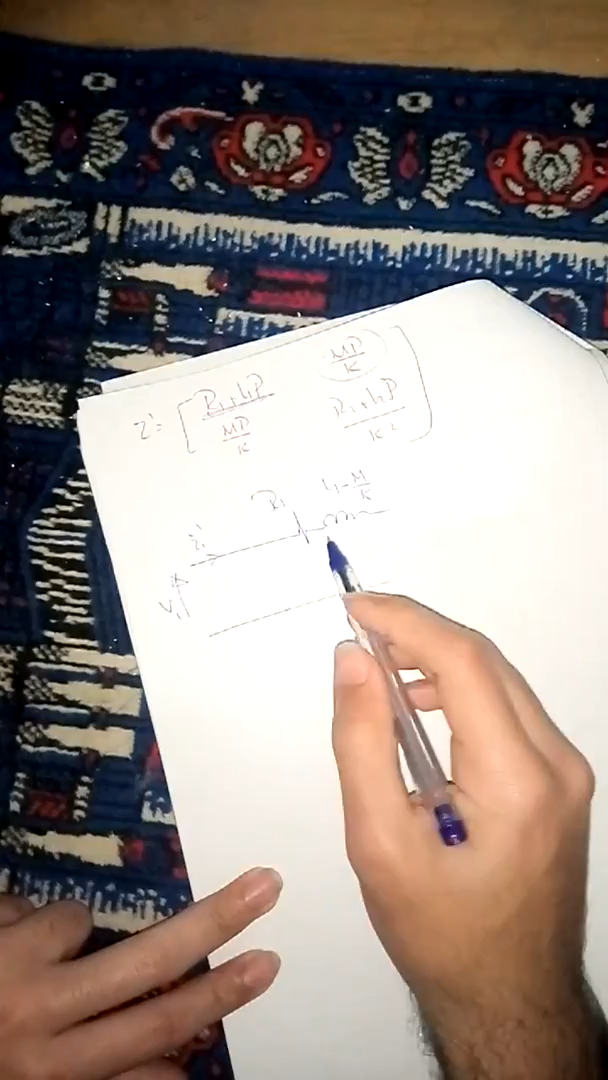 Z' = [ R₁+l₁P MP/K
MP/K R₂+l₂P/K² ]
R₁ l₁-M/K
i₁
V₁